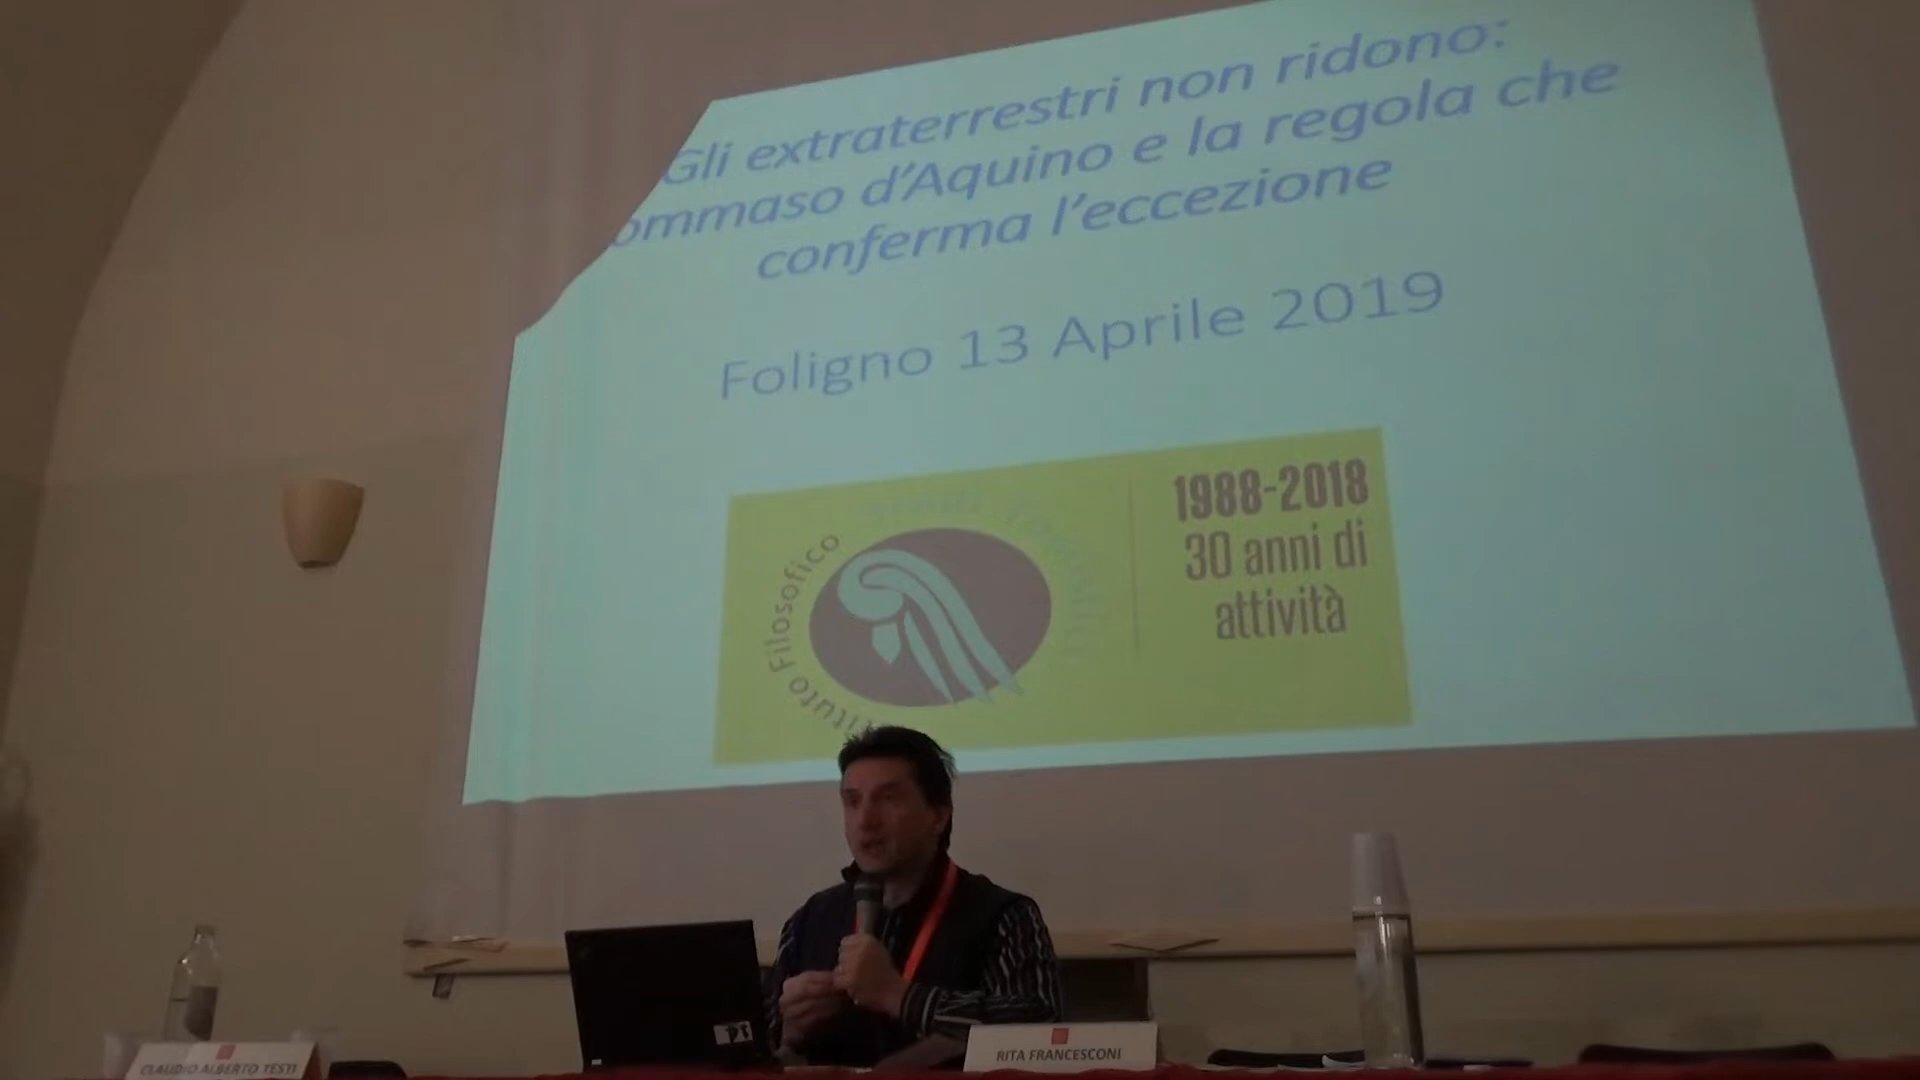 Gli extraterrestri non ridono:
ommaso d'Aquino e la regola che
conferma l'eccezione
Foligno 13 Aprile 2019
1988-2018
30 anni di
attività
tituto Filosofico
CLAUDIO ALBERTO TESTI
RITA FRANCESCONI